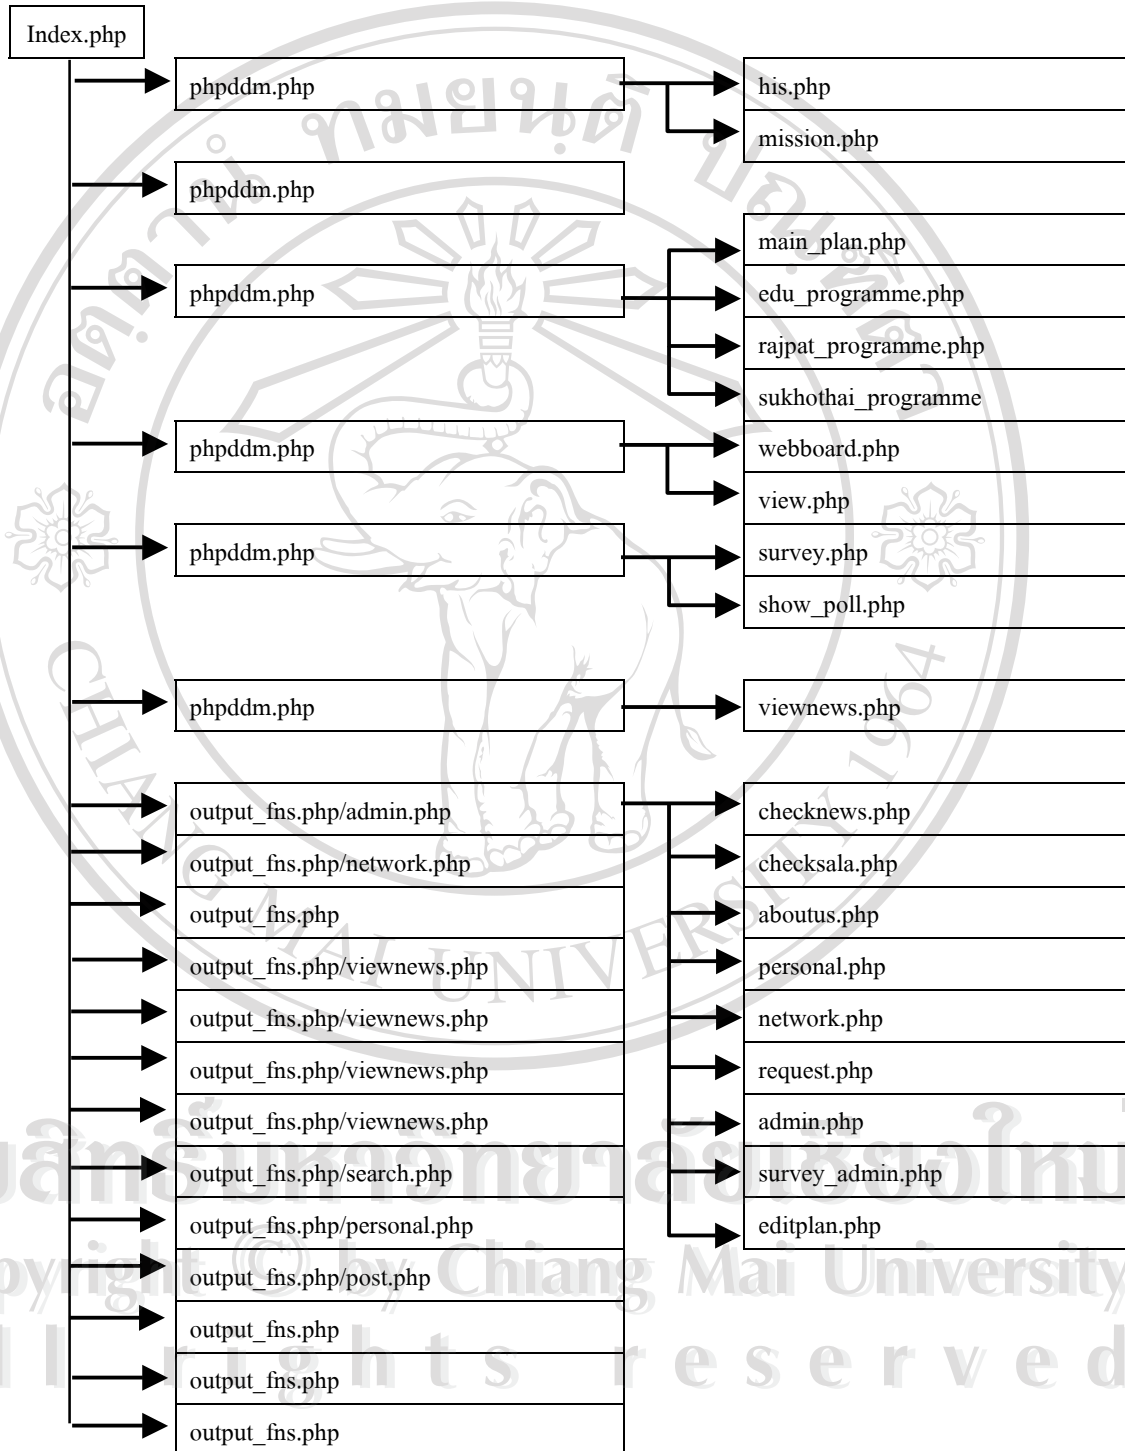 Index.php
phpddm.php
his.php
mission.php
phpddm.php
phpddm.php
main_plan.php
edu_programme.php
rajpat_programme.php
sukhothai_programme
phpddm.php
webboard.php
view.php
phpddm.php
survey.php
show_poll.php
phpddm.php
viewnews.php
output_fns.php/admin.php
checknews.php
output_fns.php/network.php
checksala.php
output_fns.php
aboutus.php
output_fns.php/viewnews.php
personal.php
output_fns.php/viewnews.php
network.php
output_fns.php/viewnews.php
request.php
output_fns.php/viewnews.php
admin.php
output_fns.php/search.php
survey_admin.php
output_fns.php/personal.php
editplan.php
output_fns.php/post.php
output_fns.php
output_fns.php
output_fns.php
CHIANG MAI UNIVERSITY 1964
pyright © by Chiang Mai University
rights reserved